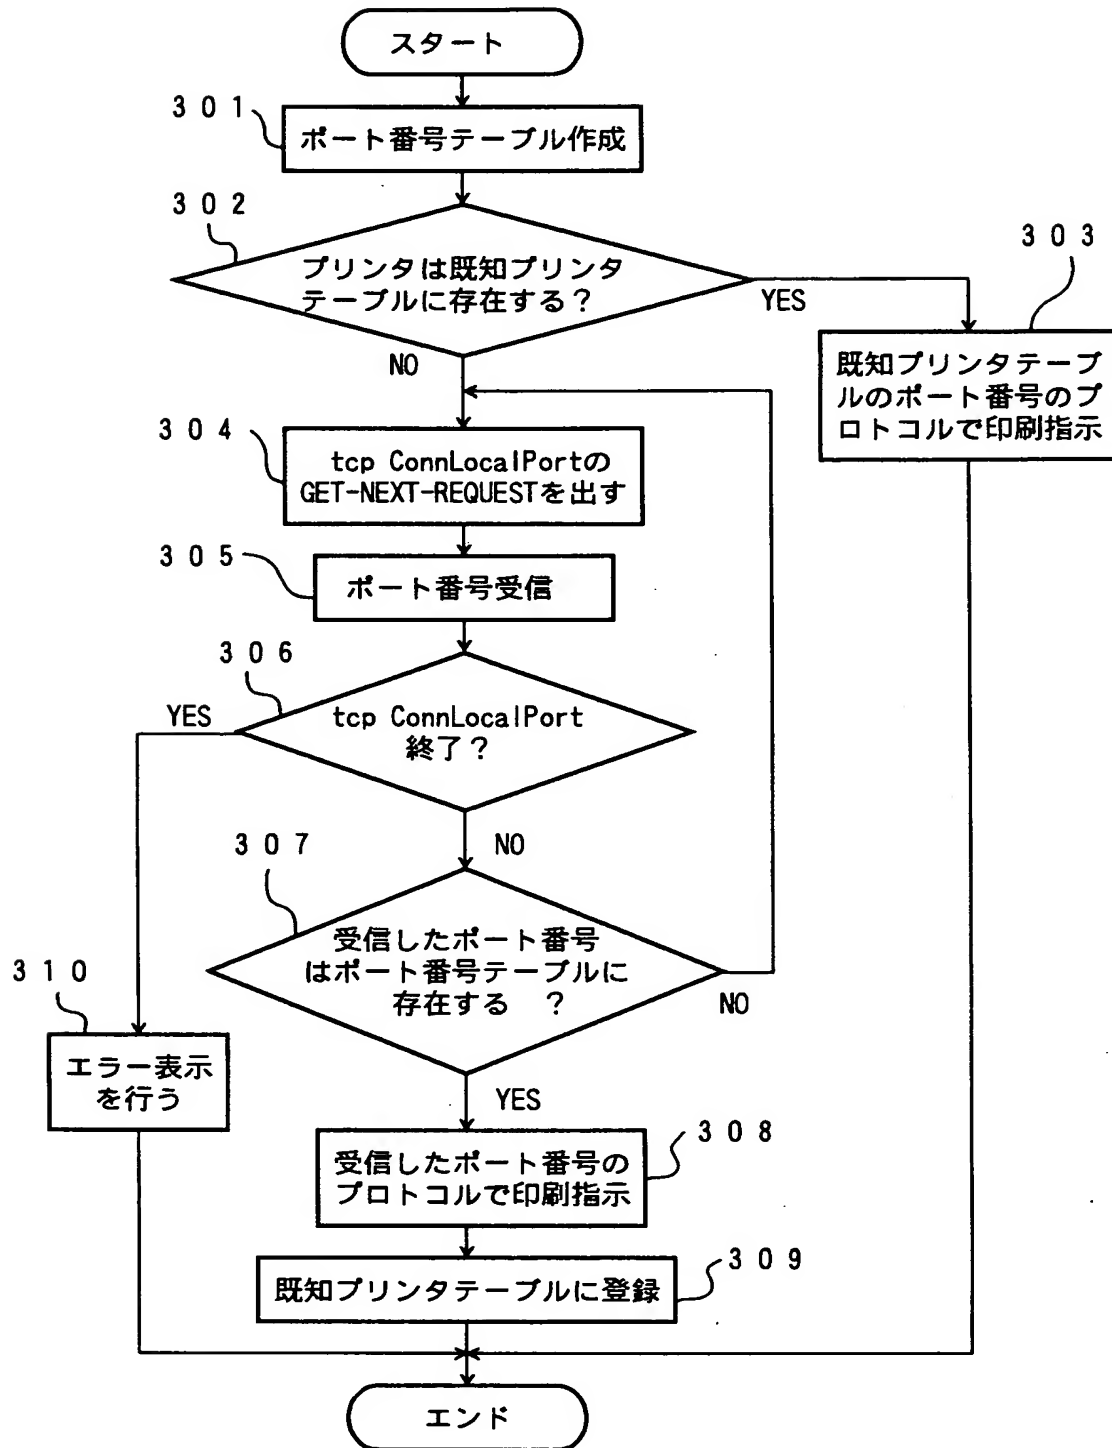 スタート
301
ポート番号テーブル作成
302
プリンタは既知プリンタ
テーブルに存在する?
YES
NO
303
既知プリンタテーブ
ルのポート番号のプ
ロトコルで印刷指示
304
tcp ConnLocalPortの
GET-NEXT-REQUESTを出す
305
ポート番号受信
306
tcp ConnLocalPort
終了?
YES
NO
307
受信したポート番号
はポート番号テーブルに
存在する ?
NO
YES
310
エラー表示
を行う
308
受信したポート番号の
プロトコルで印刷指示
309
既知プリンタテーブルに登録
エンド